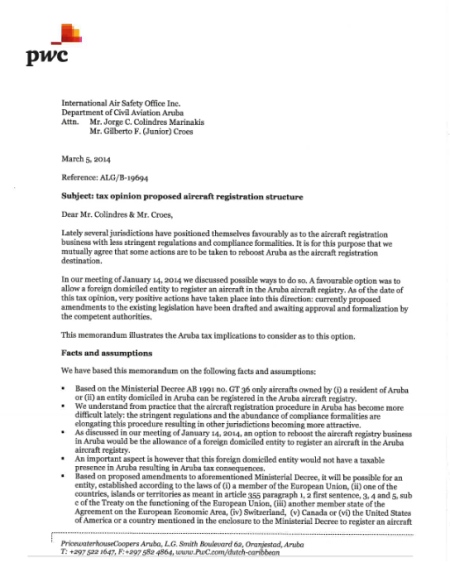 pwc
International Air Safety Office Inc.
Department of Civil Aviation Aruba
Attn. Mr. Jorge C. Colindres Marinakis
Mr. Gilberto F. (Junior) Croes
March 5, 2014
Reference: ALG/B-19694
Subject: tax opinion proposed aircraft registration structure
Dear Mr. Colindres & Mr. Croes,
Lately several jurisdictions have positioned themselves favourably as to the aircraft registration
business with less stringent regulations and compliance formalities. It is for this purpose that we
mutually agree that some actions are to be taken to reboost Aruba as the aircraft registration
destination.
In our meeting of January 14, 2014 we discussed possible ways to do so. A favourable option was to
allow a foreign domiciled entity to register an aircraft in the Aruba aircraft registry. As of the date of
this tax opinion, very positive actions have taken place into this direction: currently proposed
amendments to the existing legislation have been drafted and awaiting approval and formalization by
the competent authorities.
This memorandum illustrates the Aruba tax implications to consider as to this option.
Facts and assumptions
We have based this memorandum on the following facts and assumptions:
• Based on the Ministerial Decree AB 1991 no. GT 36 only aircrafts owned by (i) a resident of Aruba
or (ii) an entity domiciled in Aruba can be registered in the Aruba aircraft registry.
• We understand from practice that the aircraft registration procedure in Aruba has become more
difficult lately: the stringent regulations and the abundance of compliance formalities are
elongating this procedure resulting in other jurisdictions becoming more attractive.
• As discussed in our meeting of January 14, 2014, an option to reboost the aircraft registry business
in Aruba would be the allowance of a foreign domiciled entity to register an aircraft in the Aruba
aircraft registry.
• An important aspect is however that this foreign domiciled entity would not have a taxable
presence in Aruba resulting in Aruba tax consequences.
• Based on proposed amendments to aforementioned Ministerial Decree, it will be possible for an
entity, established according to the laws of (i) a member of the European Union, (ii) one of the
countries, islands or territories as meant in article 355 paragraph 1, 2 first sentence, 3, 4 and 5, sub
c of the Treaty on the functioning of the European Union, (iii) another member state of the
Agreement on the European Economic Area, (iv) Switzerland, (v) Canada or (vi) the United States
of America or a country mentioned in the enclosure to the Ministerial Decree to register an aircraft
PricewaterhouseCoopers Aruba, L.G. Smith Boulevard 62, Oranjestad, Aruba
T: +297 522 1647, F: +297 582 4864, www.PwC.com/dutch-caribbean